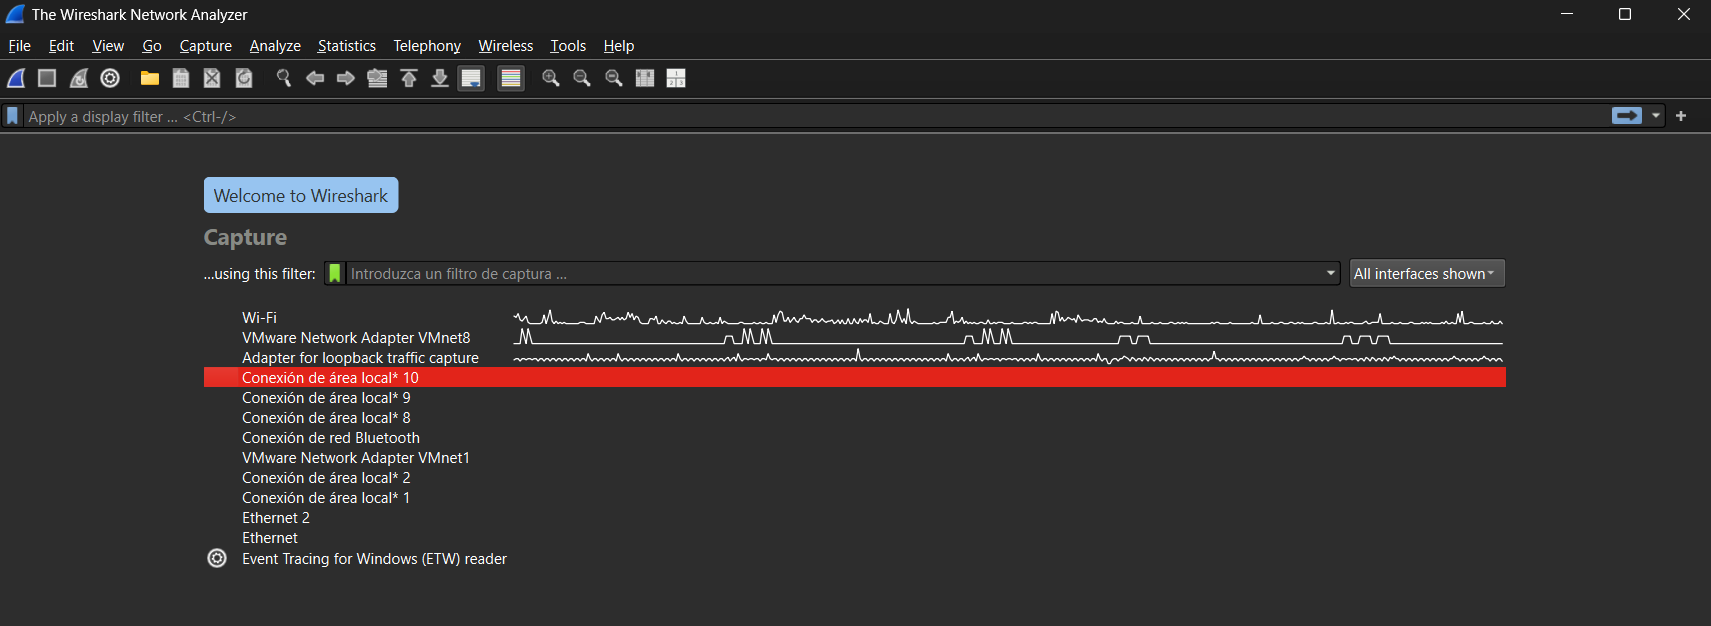 The Wireshark Network Analyzer
File Edit View Go Capture Analyze Statistics Telephony Wireless Tools Help
Apply a display filter ... <Ctrl-/>
Welcome to Wireshark
Capture
...using this filter: Introduzca un filtro de captura ... All interfaces shown
Wi-Fi
VMware Network Adapter VMnet8
Adapter for loopback traffic capture
Conexión de área local* 10
Conexión de área local* 9
Conexión de área local* 8
Conexión de red Bluetooth
VMware Network Adapter VMnet1
Conexión de área local* 2
Conexión de área local* 1
Ethernet 2
Ethernet
Event Tracing for Windows (ETW) reader